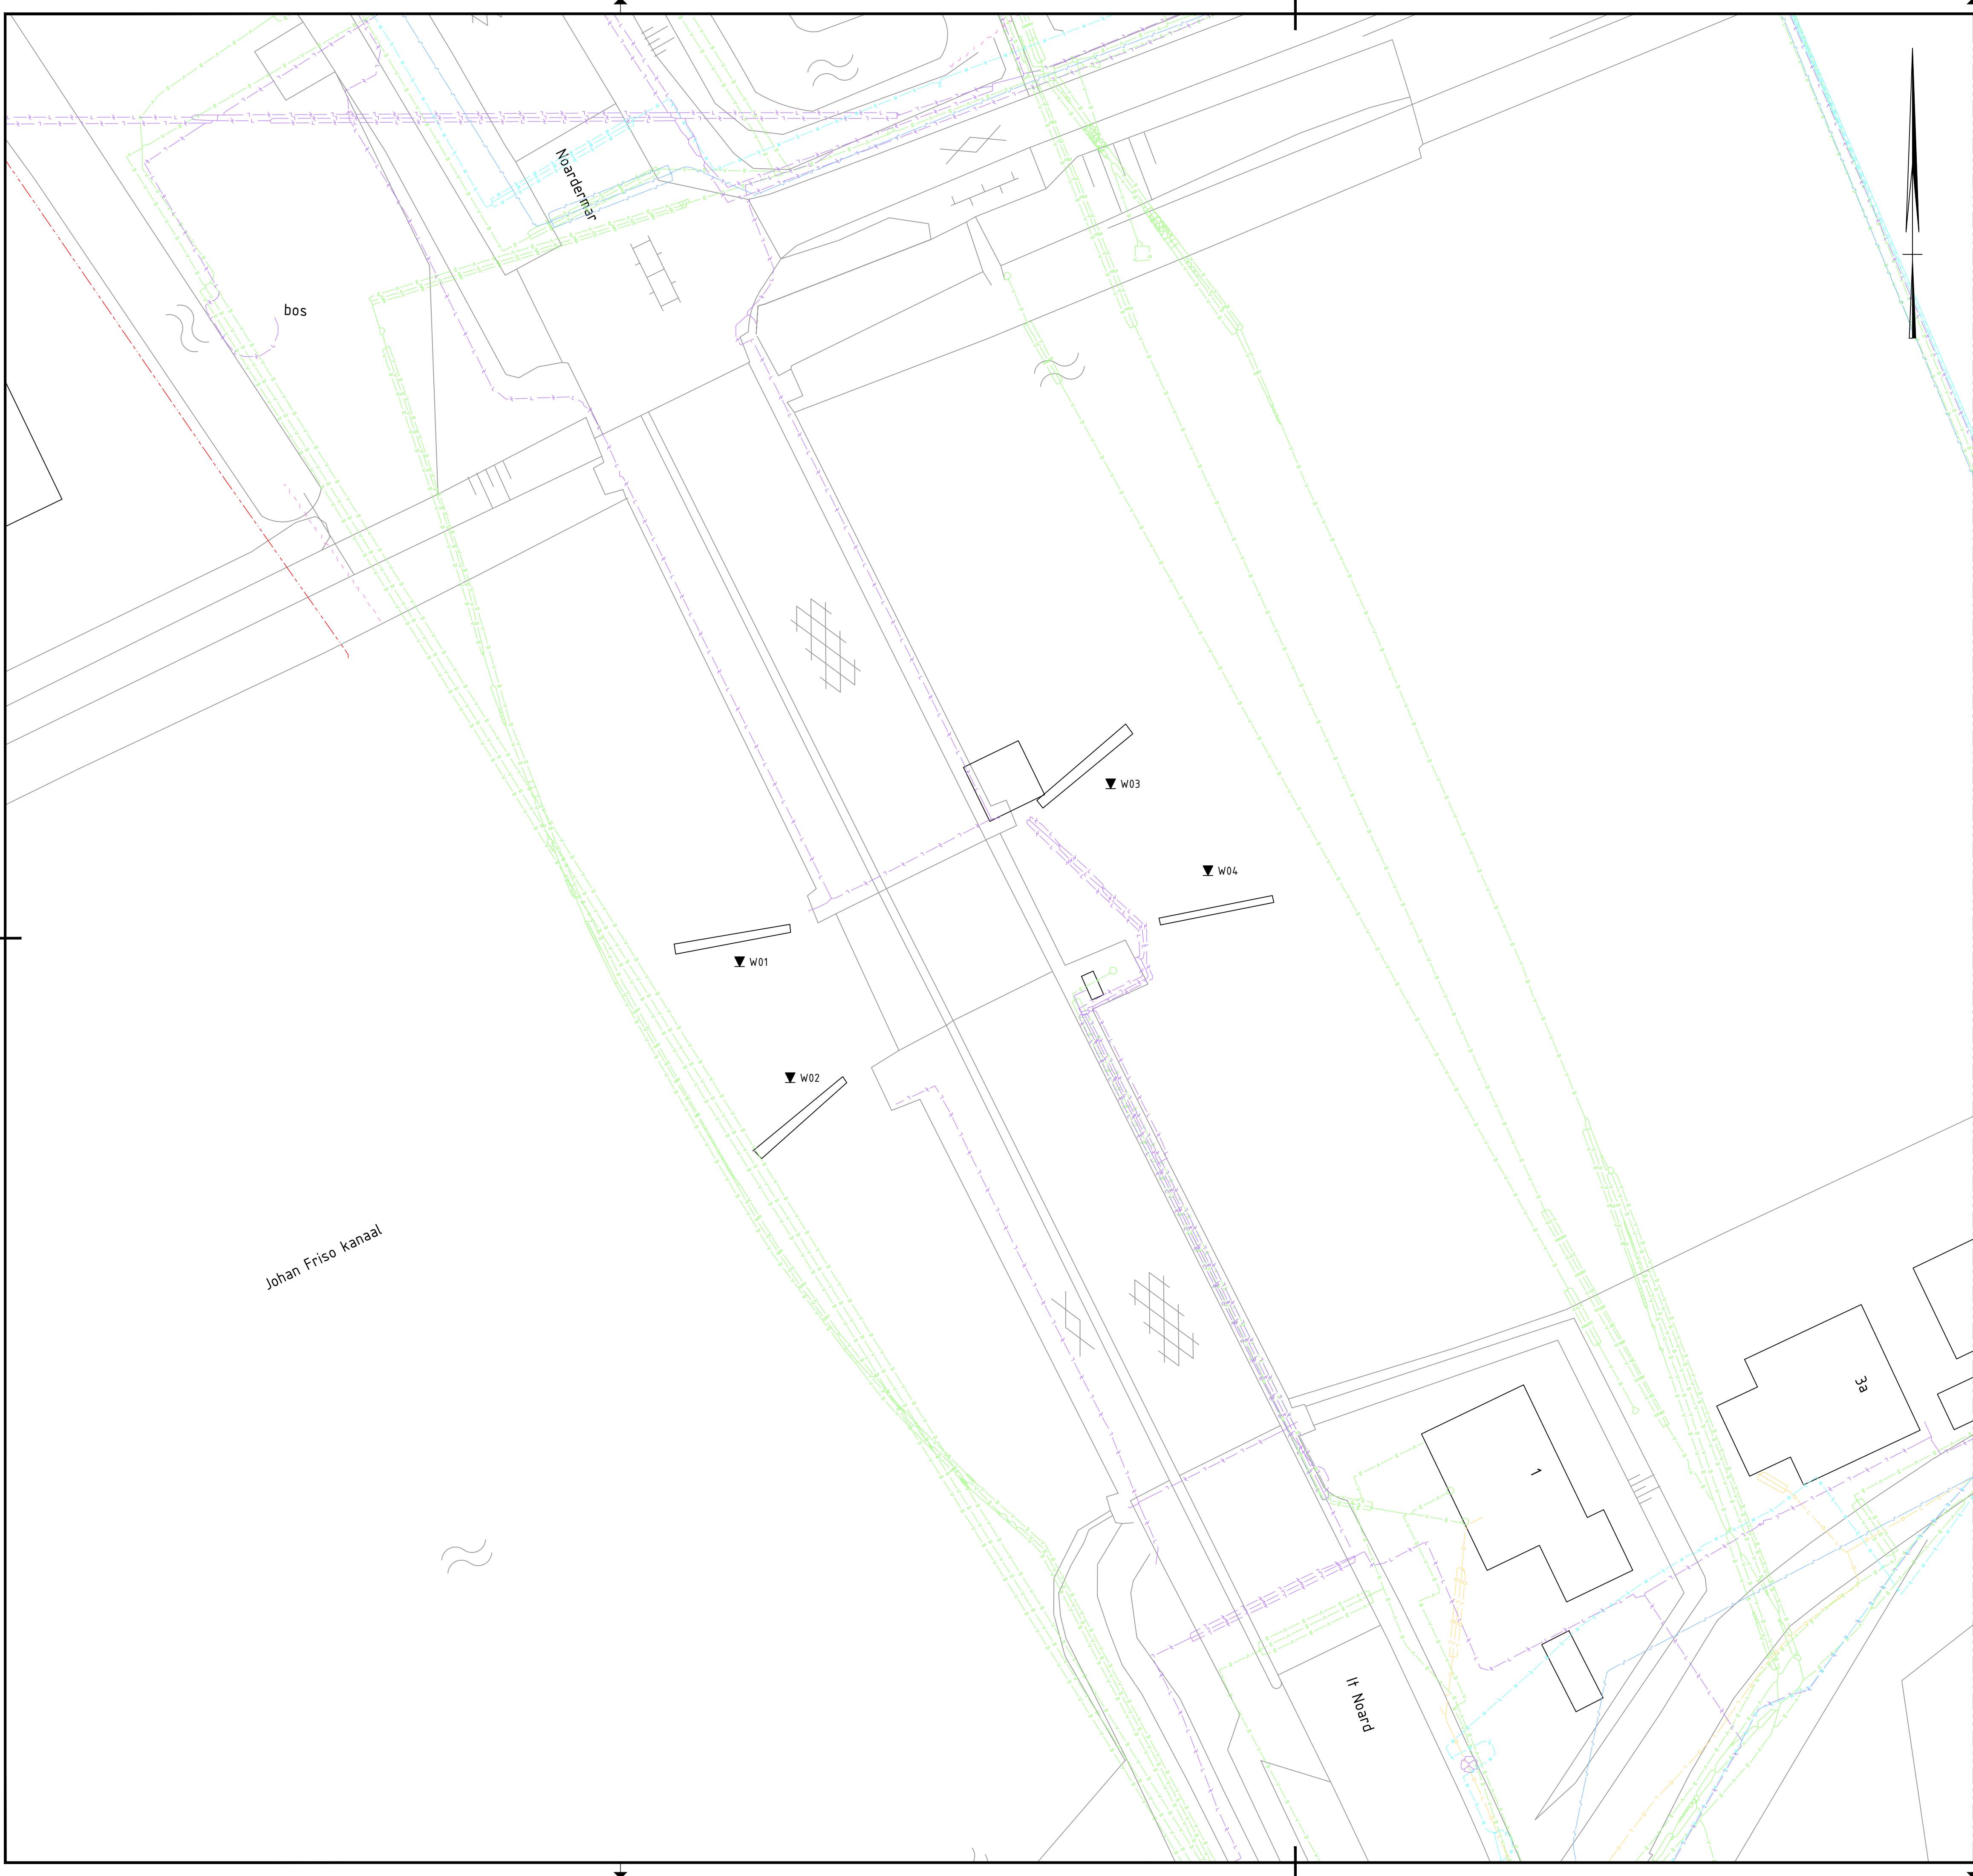 Noardermar
bos
W03
W04
W01
W02
Johan Friso kanaal
3a
1
It Noard